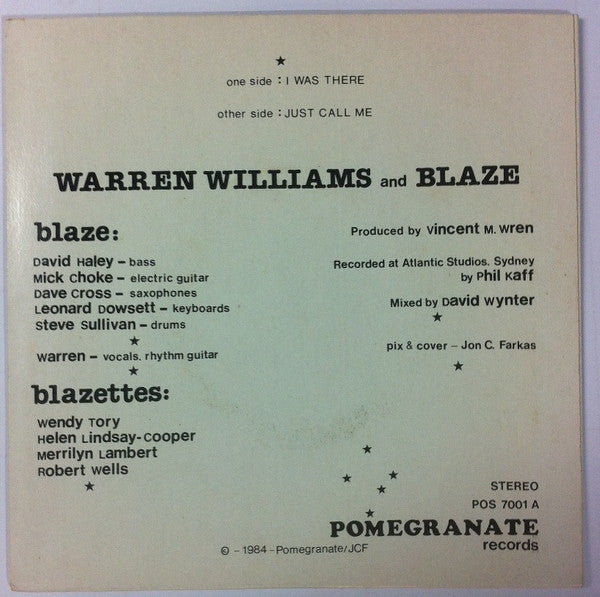 one side : I WAS THERE
other side : JUST CALL ME
WARREN WILLIAMS and BLAZE
blaze:
David Haley – bass
Mick Choke – electric guitar
Dave Cross – saxophones
Leonard Dowsett – keyboards
Steve Sullivan – drums
warren – vocals. rhythm guitar
blazettes:
Wendy Tory
Helen Lindsay-Cooper
Merrilyn Lambert
Robert Wells
Produced by Vincent M. Wren
Recorded at Atlantic Studios. Sydney
by Phil Kaff
Mixed by David Wynter
pix & cover – Jon C. Farkas
STEREO
POS 7001 A
POMEGRANATE
records
© – 1984 – Pomegranate/JCF